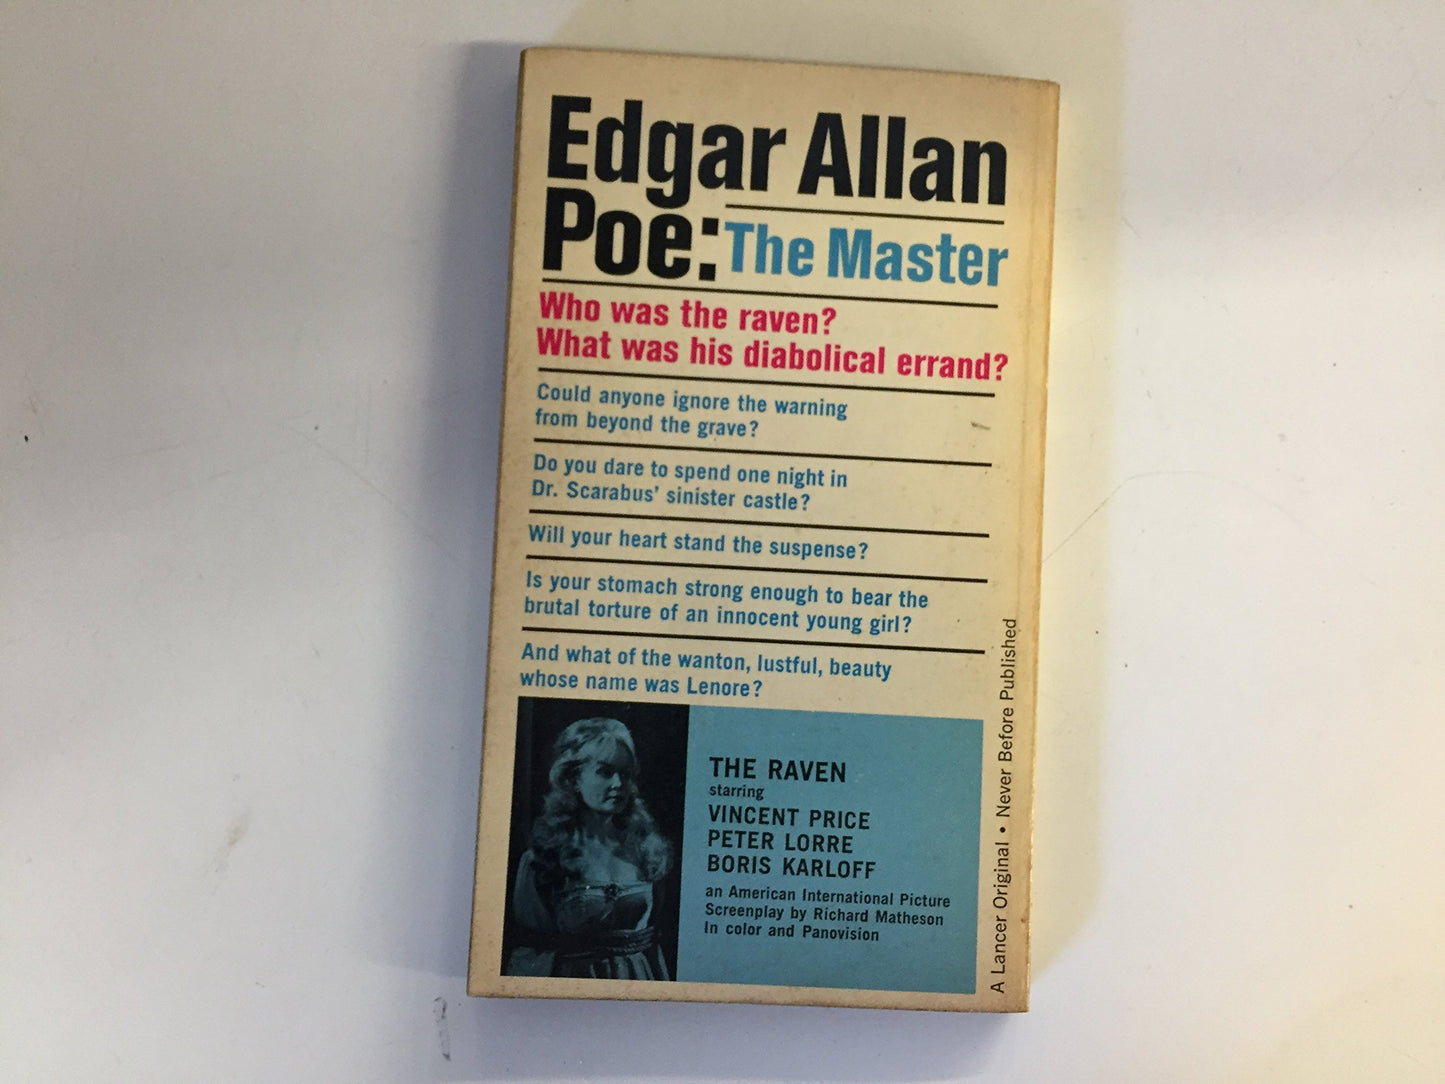 Edgar Allan
Poe: The Master
Who was the raven?
What was his diabolical errand?
Could anyone ignore the warning
from beyond the grave?
Do you dare to spend one night in
Dr. Scarabus' sinister castle?
Will your heart stand the suspense?
Is your stomach strong enough to bear the
brutal torture of an innocent young girl?
And what of the wanton, lustful, beauty
whose name was Lenore?
THE RAVEN
starring
VINCENT PRICE
PETER LORRE
BORIS KARLOFF
an American International Picture
Screenplay by Richard Matheson
In color and Panovision
A Lancer Original • Never Before Published